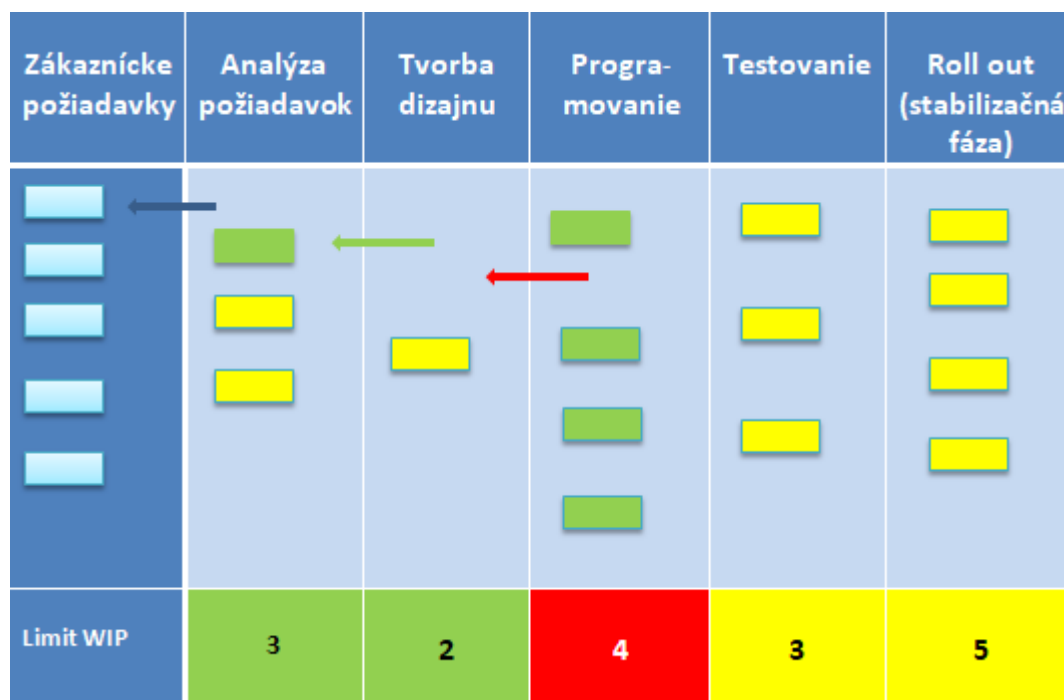 Zákaznícke
požiadavky
Analýza
požiadavok
Tvorba
dizajnu
Progra-
movanie
Testovanie
Roll out
(stabilizačná
fáza)
Limit WIP
3
2
4
3
5